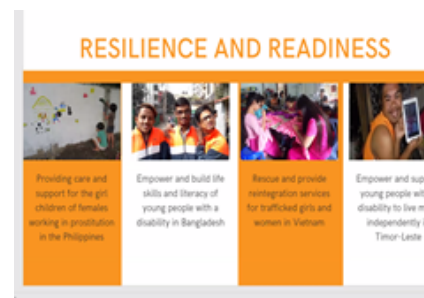 RESILIENCE AND READINESS
Providing care and
support for the girl
children of females
working in prostitution
in the Philippines
Empower and build life
skills and literacy of
young people with a
disability in Bangladesh
Rescue and provide
reintegration services
for trafficked girls and
women in Vietnam
Empower and sup
young people wit
disability to live m
independently i
Timor-Leste